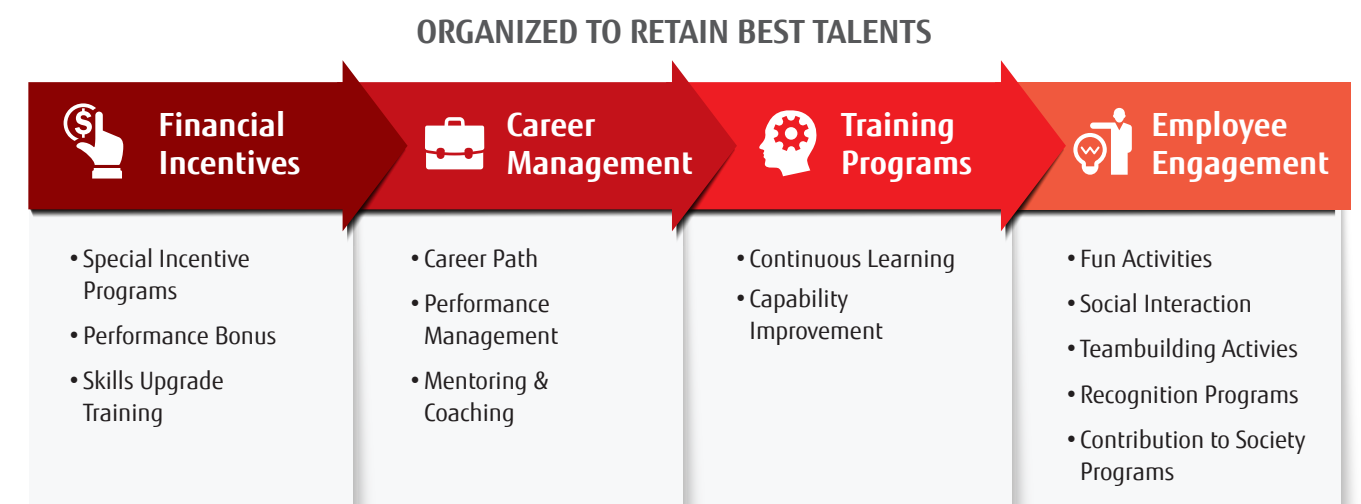 ORGANIZED TO RETAIN BEST TALENTS
Financial
Incentives
• Special Incentive
Programs
• Performance Bonus
• Skills Upgrade
Training
Career
Management
• Career Path
• Performance
Management
• Mentoring &
Coaching
Training
Programs
• Continuous Learning
• Capability
Improvement
Employee
Engagement
• Fun Activities
• Social Interaction
• Teambuilding Activies
• Recognition Programs
• Contribution to Society
Programs